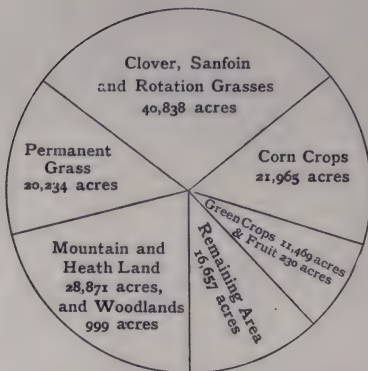 Clover, Sanfoin
and Rotation Grasses
40,838 acres
Permanent
Grass
20,234 acres
Corn Crops
21,965 acres
Green Crops 11,469 acres
& Fruit 230 acres
Remaining Area
16,657 acres
Mountain and
Heath Land
28,871 acres,
and Woodlands
999 acres